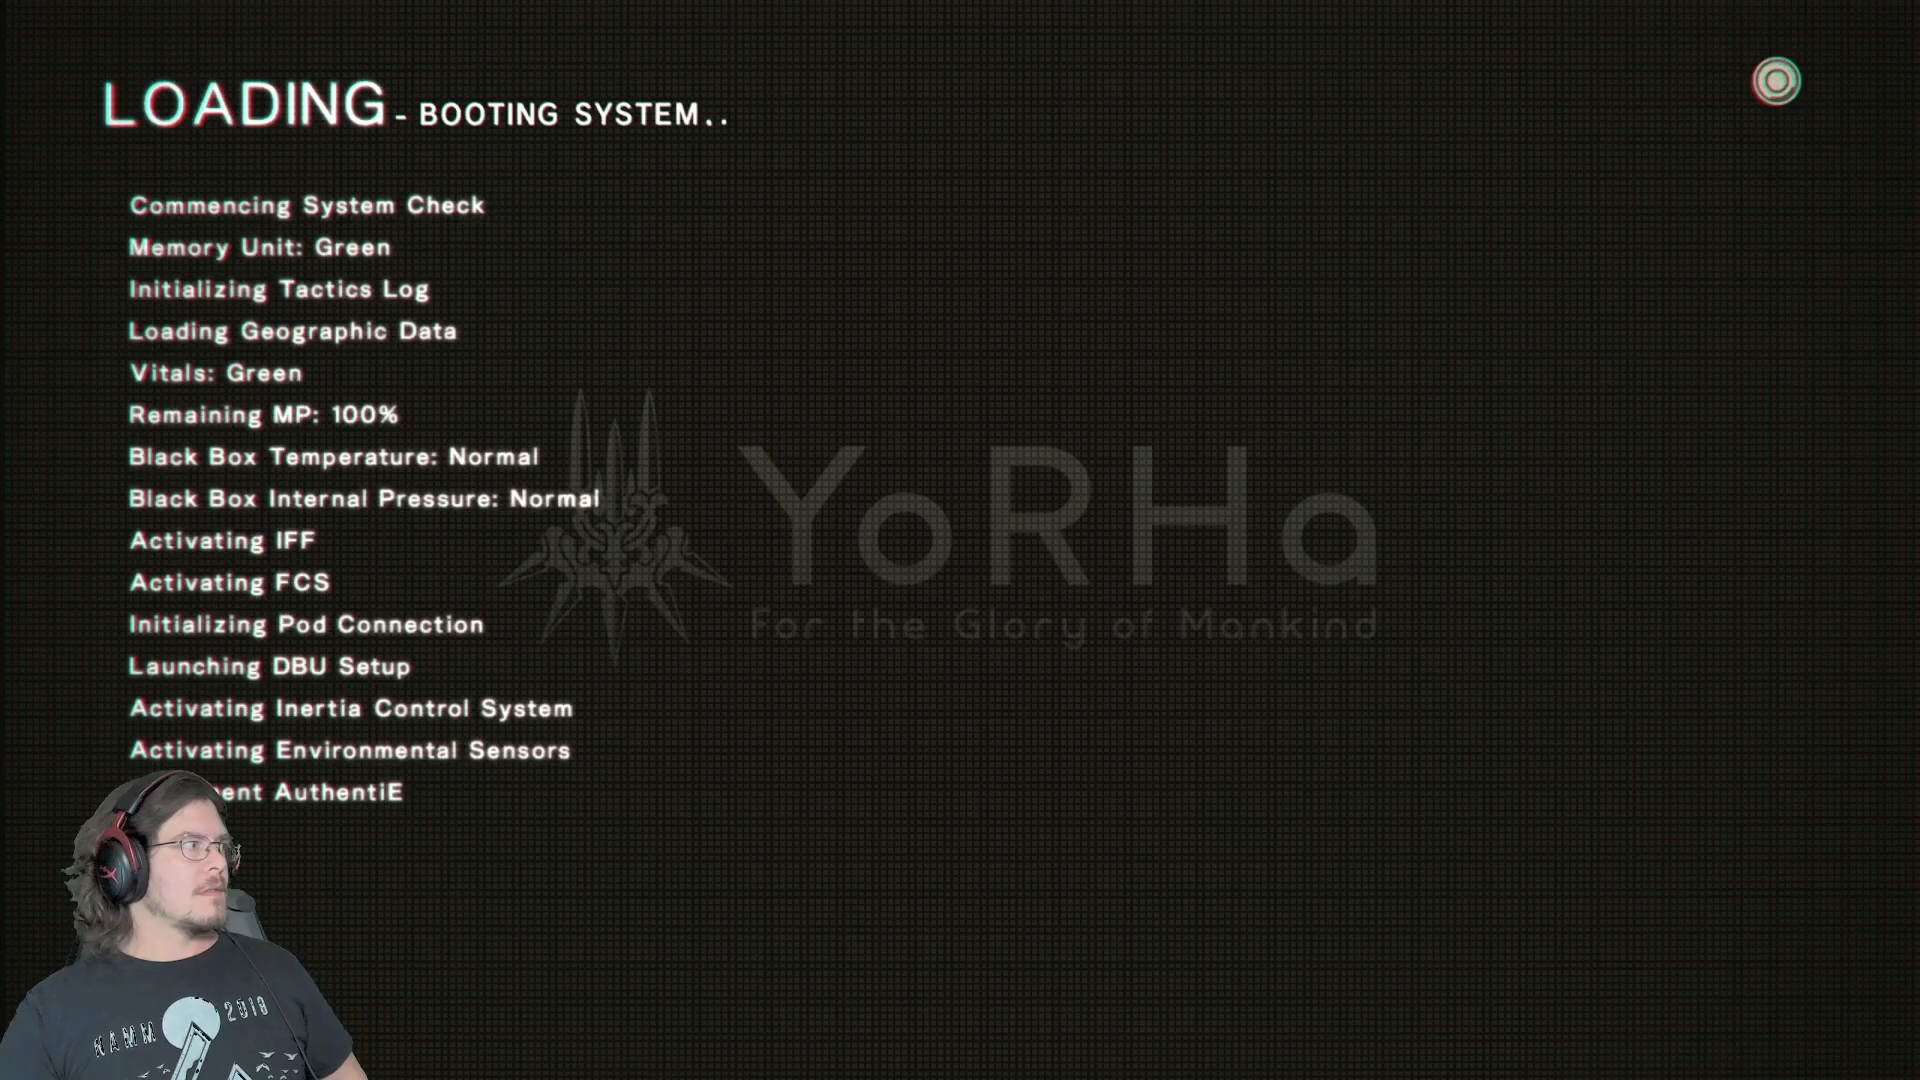 LOADING - BOOTING SYSTEM..
Commencing System Check
Memory Unit: Green
Initializing Tactics Log
Loading Geographic Data
Vitals: Green
Remaining MP: 100%
Black Box Temperature: Normal
Black Box Internal Pressure: Normal
Activating IFF
Activating FCS
Initializing Pod Connection
Launching DBU Setup
Activating Inertia Control System
Activating Environmental Sensors
ent AuthentiE
YoRHa
For the Glory of Mankind
NAMM 2018